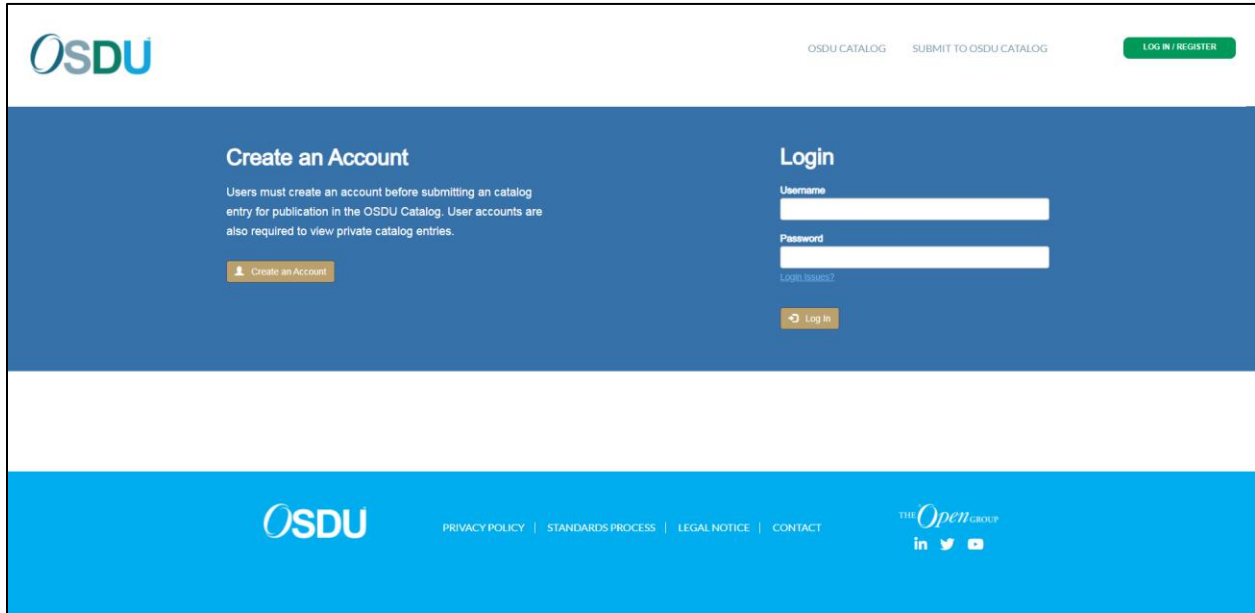 OSDU
OSDU CATALOG SUBMIT TO OSDU CATALOG LOG IN / REGISTER
Create an Account
Users must create an account before submitting an catalog
entry for publication in the OSDU Catalog. User accounts are
also required to view private catalog entries.
Create an Account
Login
Username
Password
Login Issues?
Log In
OSDU
PRIVACY POLICY | STANDARDS PROCESS | LEGAL NOTICE | CONTACT
THE Open GROUP
in